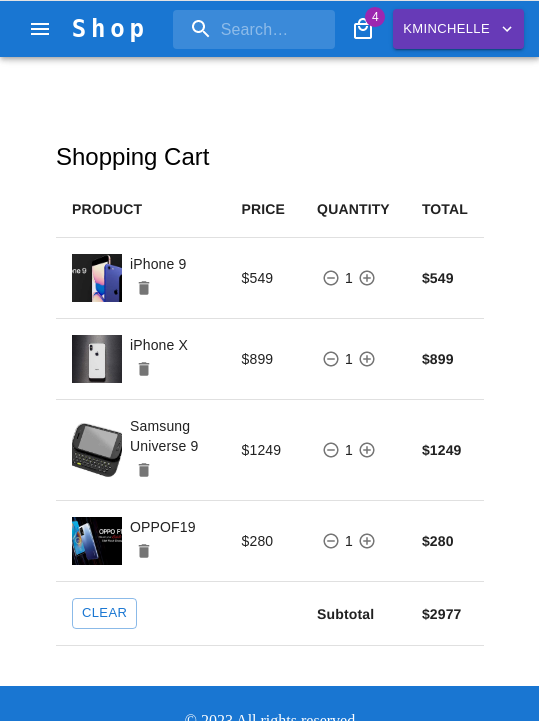 Shop
Search…
4
KMINCHELLE
Shopping Cart
PRODUCT PRICE QUANTITY TOTAL
iPhone 9
$549 1 $549
iPhone X
$899 1 $899
Samsung
Universe 9
$1249 1 $1249
OPPOF19
$280 1 $280
CLEAR Subtotal $2977
© 2023 All rights reserved